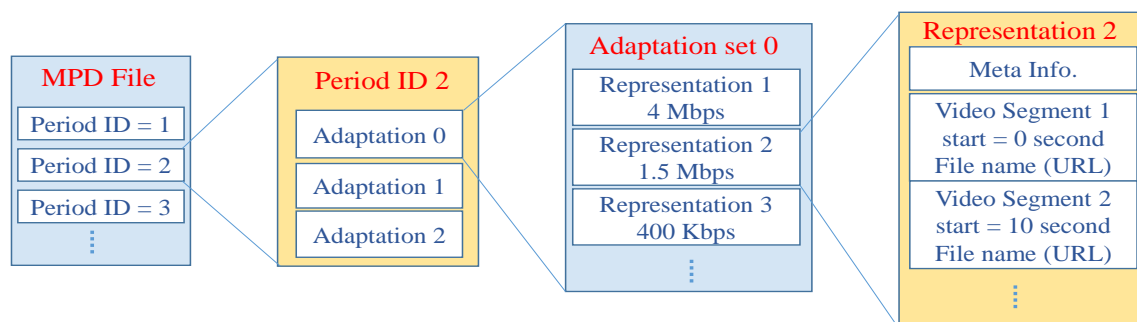 MPD File
Period ID = 1
Period ID = 2
Period ID = 3
Period ID 2
Adaptation 0
Adaptation 1
Adaptation 2
Adaptation set 0
Representation 1
4 Mbps
Representation 2
1.5 Mbps
Representation 3
400 Kbps
Representation 2
Meta Info.
Video Segment 1
start = 0 second
File name (URL)
Video Segment 2
start = 10 second
File name (URL)